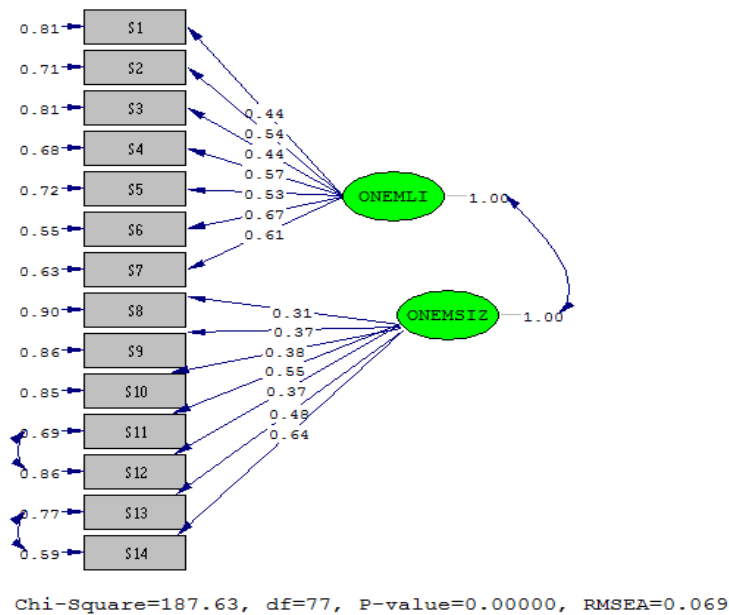 0.81 S1
0.71 S2
0.81 S3
0.44
0.54
0.44
0.68 S4
0.57
0.72 S5
0.53
ONEMLI 1.00
0.55 S6
0.67
0.61
0.63 S7
0.90 S8
0.31
ONEMSIZ 1.00
0.37
0.86 S9
0.38
0.55
0.85 S10
0.37
0.48
0.69 S11
0.64
0.86 S12
0.77 S13
0.59 S14
Chi-Square=187.63, df=77, P-value=0.00000, RMSEA=0.069